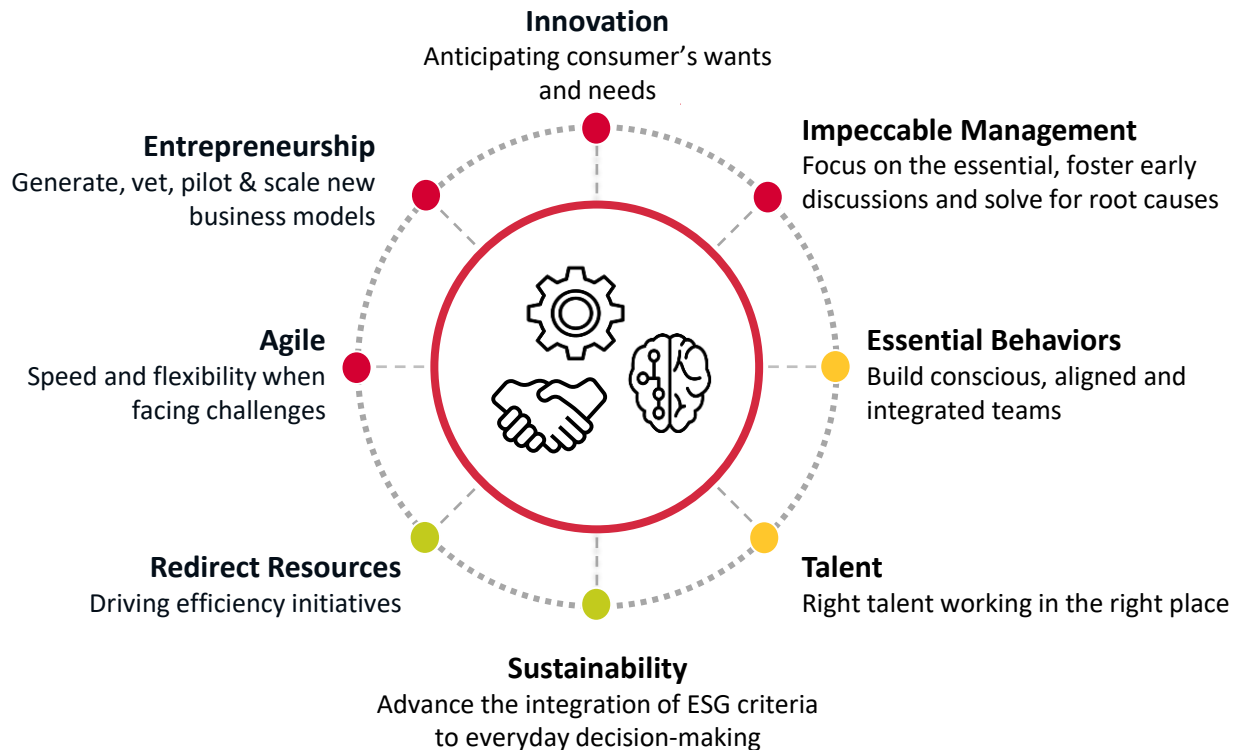 Innovation
Anticipating consumer’s wants
and needs
Impeccable Management
Focus on the essential, foster early
discussions and solve for root causes
Essential Behaviors
Build conscious, aligned and
integrated teams
Talent
Right talent working in the right place
Sustainability
Advance the integration of ESG criteria
to everyday decision-making
Redirect Resources
Driving efficiency initiatives
Agile
Speed and flexibility when
facing challenges
Entrepreneurship
Generate, vet, pilot & scale new
business models